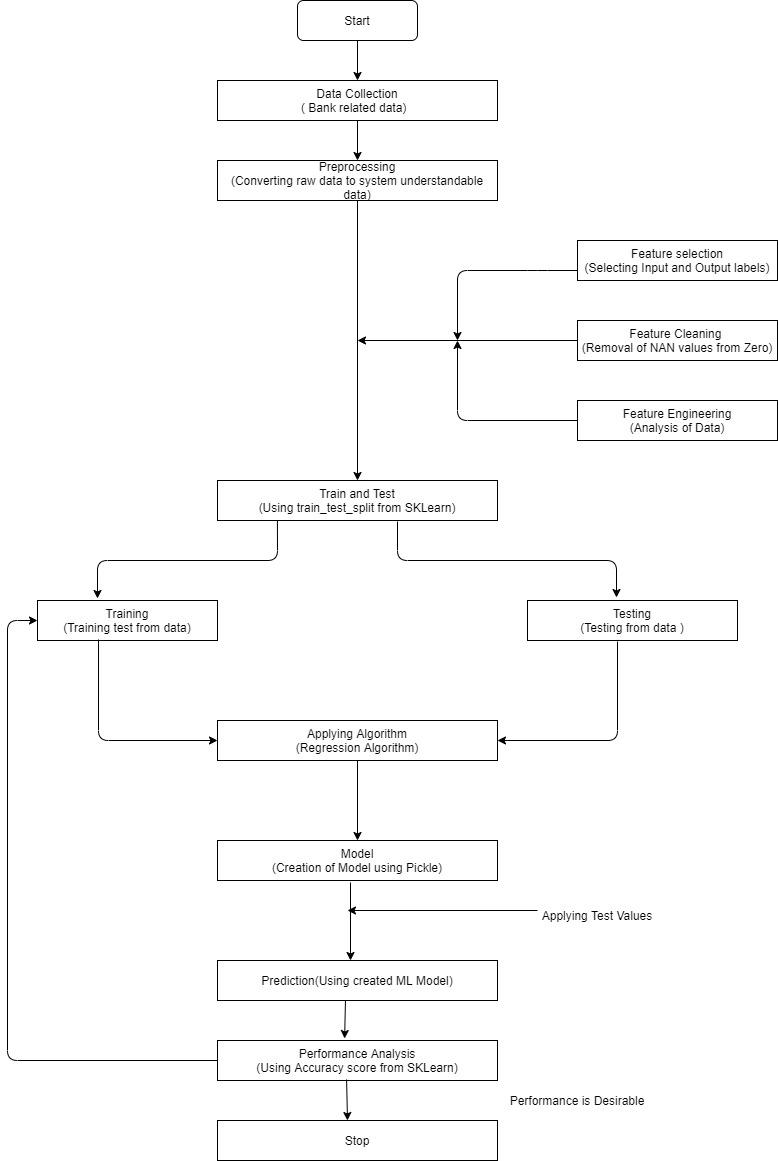 Start
Data Collection
( Bank related data)
Preprocessing
(Converting raw data to system understandable
data)
Feature selection
(Selecting Input and Output labels)
Feature Cleaning
(Removal of NAN values from Zero)
Feature Engineering
(Analysis of Data)
Train and Test
(Using train_test_split from SKLearn)
Training
(Training test from data)
Testing
(Testing from data )
Applying Algorithm
(Regression Algorithm)
Model
(Creation of Model using Pickle)
Applying Test Values
Prediction(Using created ML Model)
Performance Analysis
(Using Accuracy score from SKLearn)
Performance is Desirable
Stop